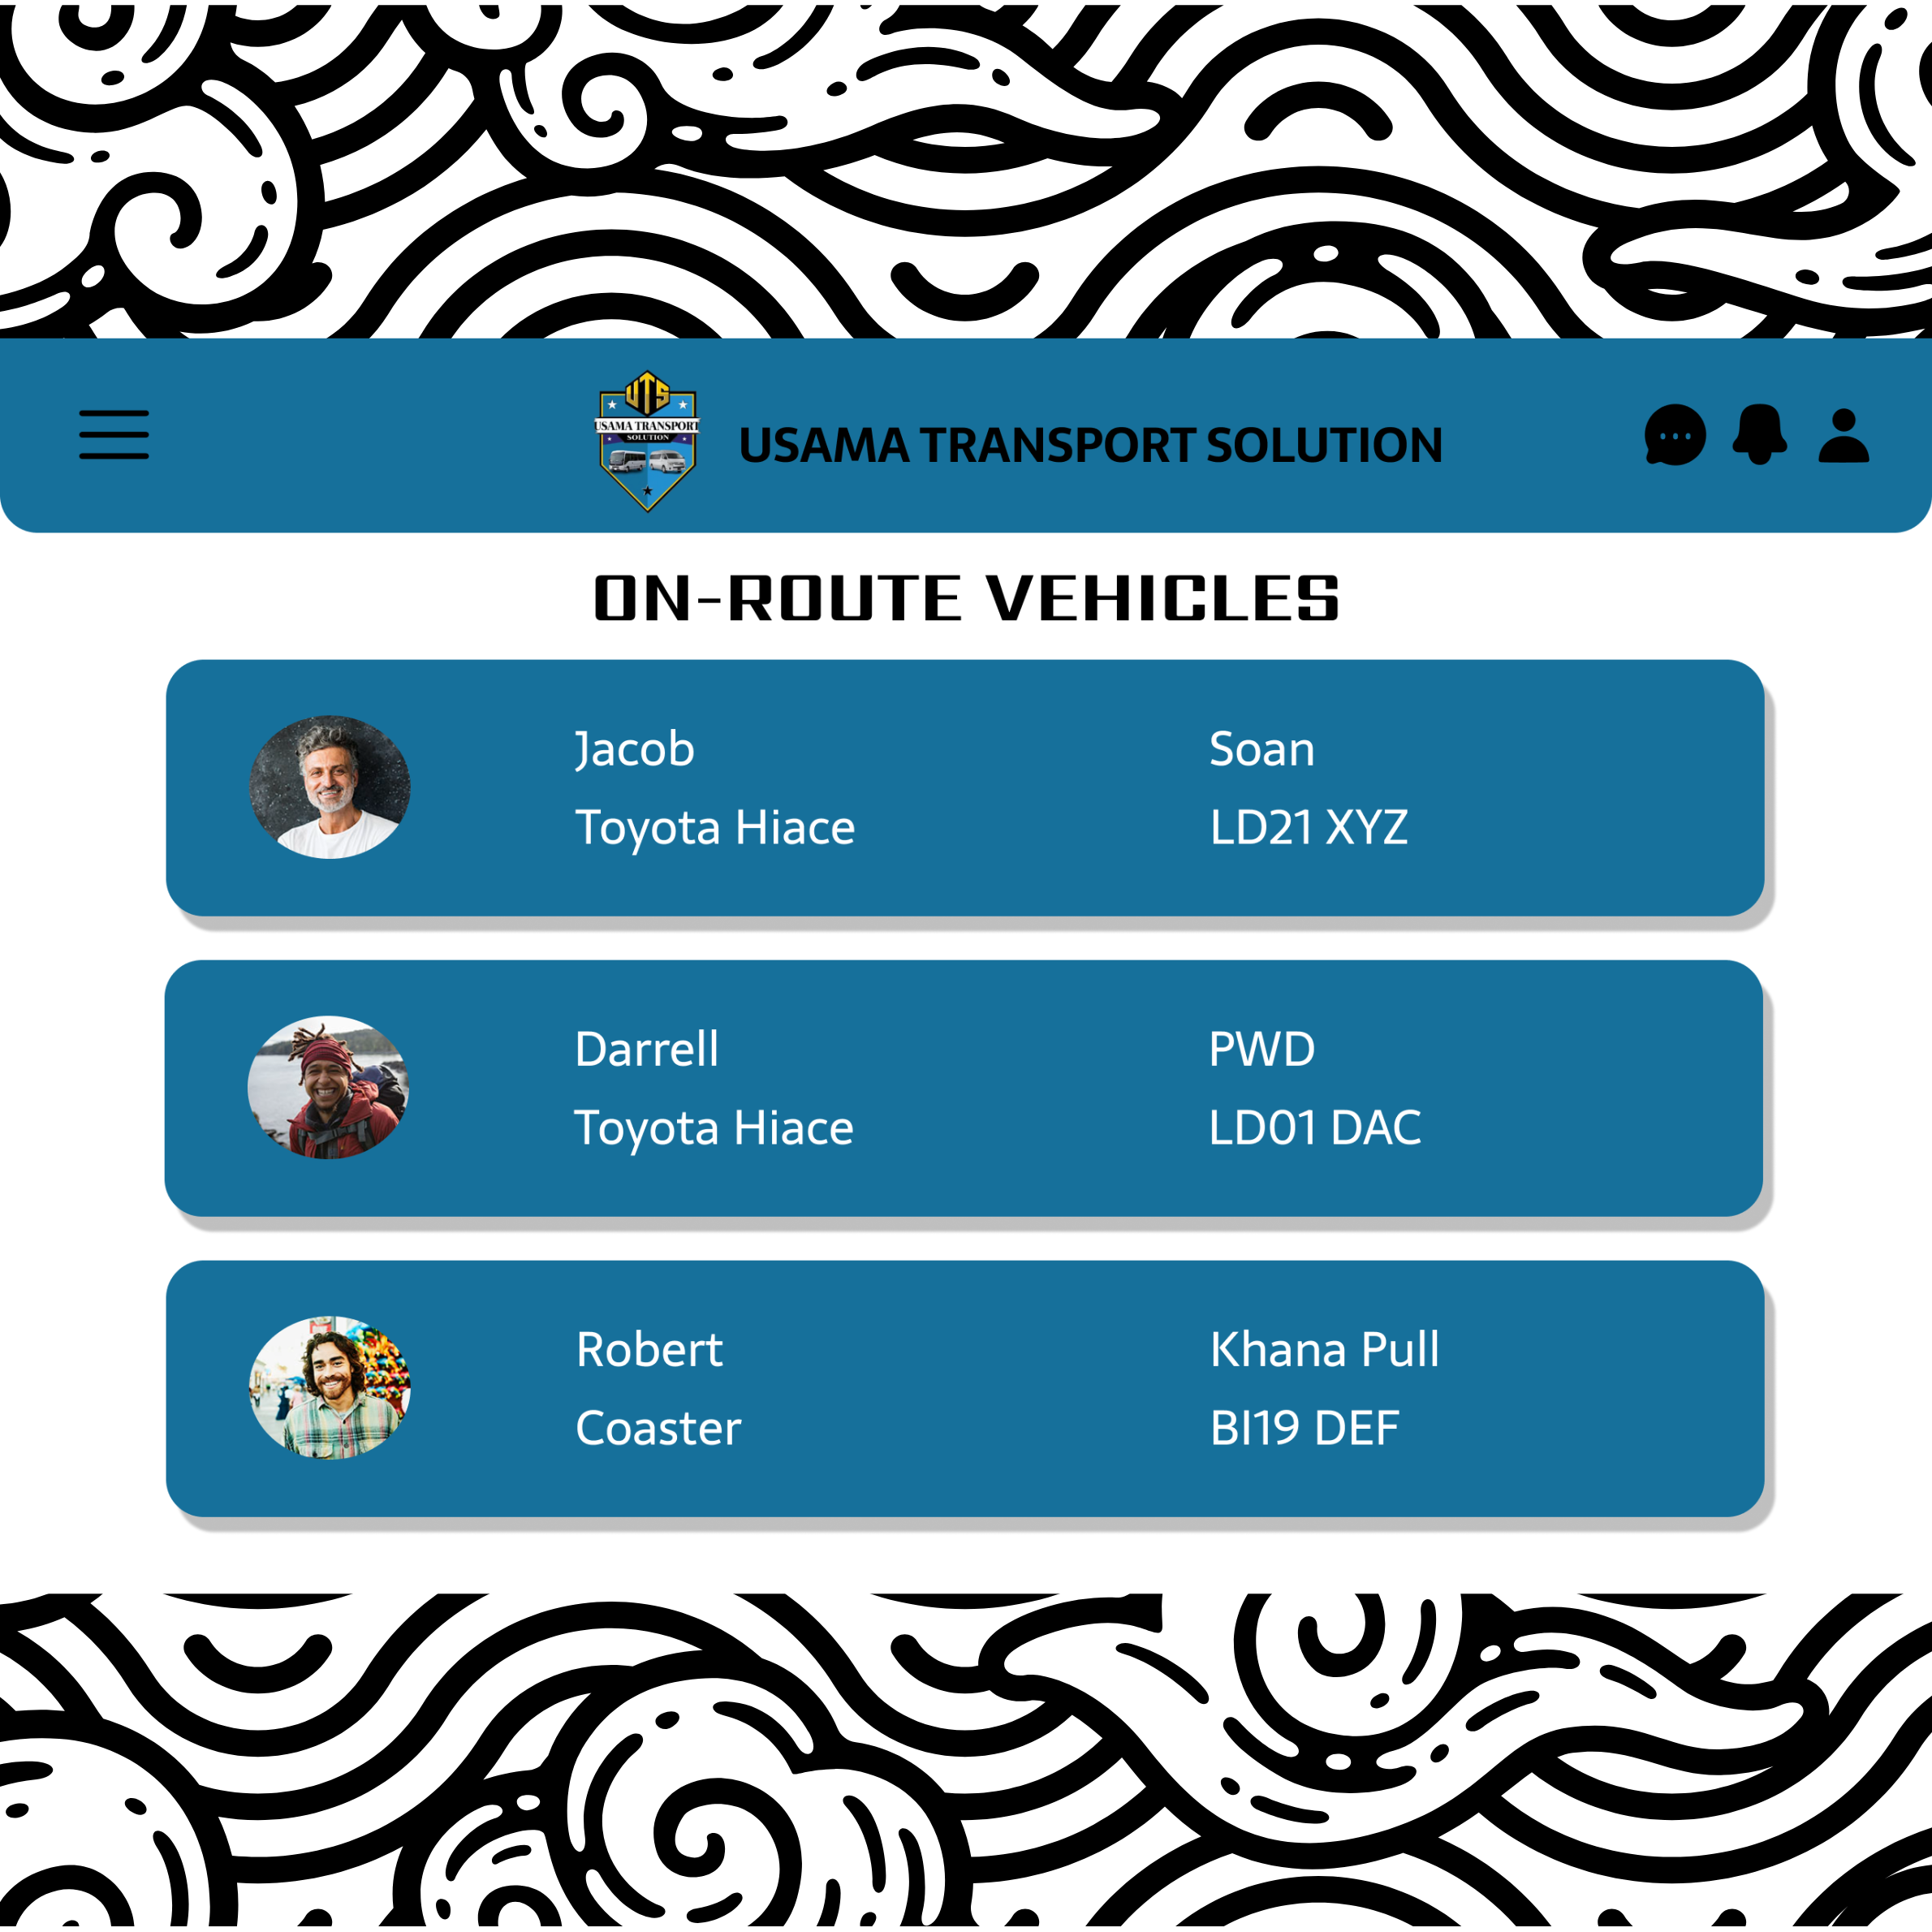 UTS
USAMA TRANSPORT
SOLUTION
USAMA TRANSPORT SOLUTION
ON-ROUTE VEHICLES
Jacob
Soan
Toyota Hiace
LD21 XYZ
Darrell
PWD
Toyota Hiace
LD01 DAC
Robert
Khana Pull
Coaster
BI19 DEF